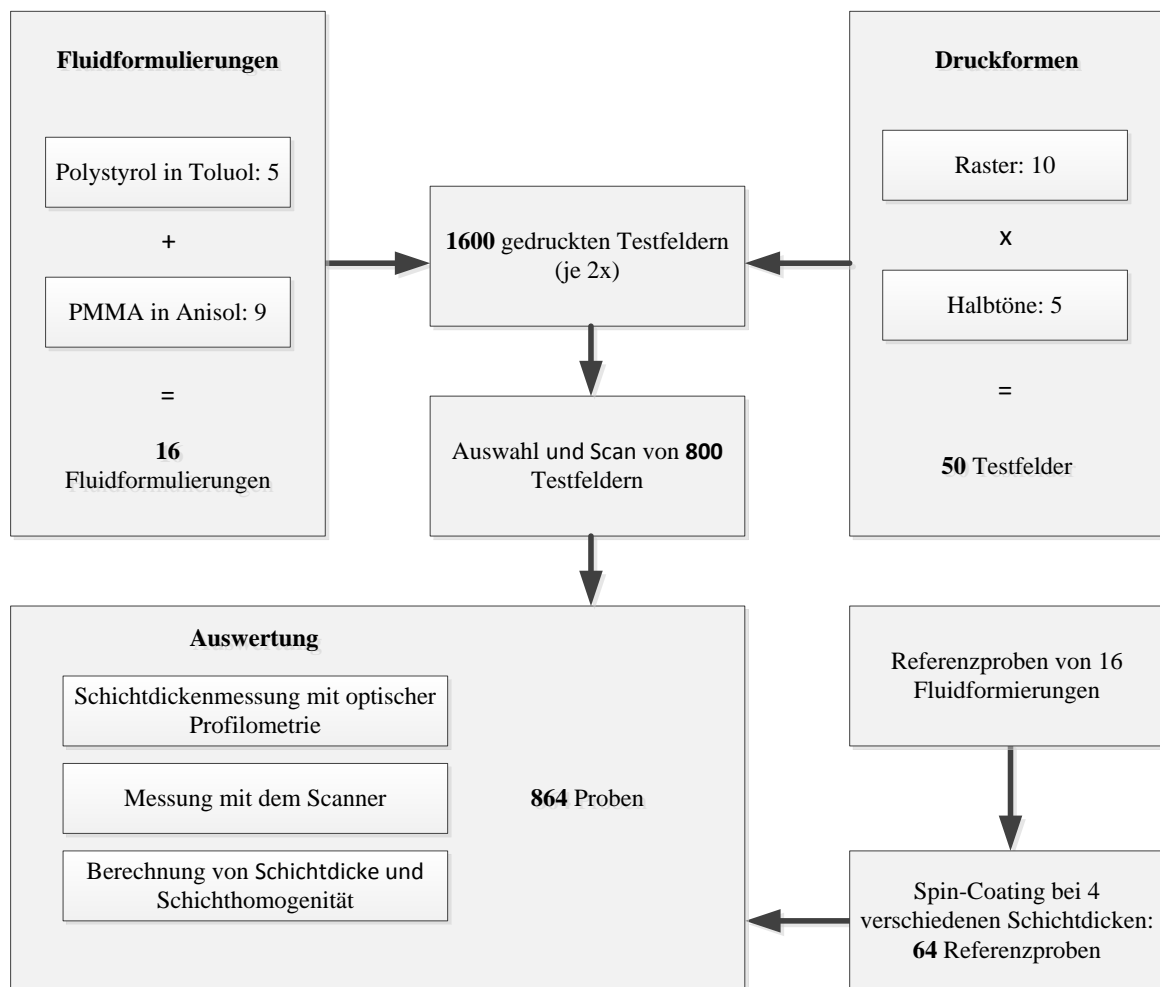 Fluidformulierungen
Polystyrol in Toluol: 5
+
PMMA in Anisol: 9
=
16
Fluidformulierungen
1600 gedruckten Testfeldern
(je 2x)
Auswahl und Scan von 800
Testfeldern
Druckformen
Raster: 10
x
Halbtöne: 5
=
50 Testfelder
Auswertung
Schichtdickenmessung mit optischer
Profilometrie
Messung mit dem Scanner
Berechnung von Schichtdicke und
Schichthomogenität
864 Proben
Referenzproben von 16
Fluidformierungen
Spin-Coating bei 4
verschiedenen Schichtdicken:
64 Referenzproben